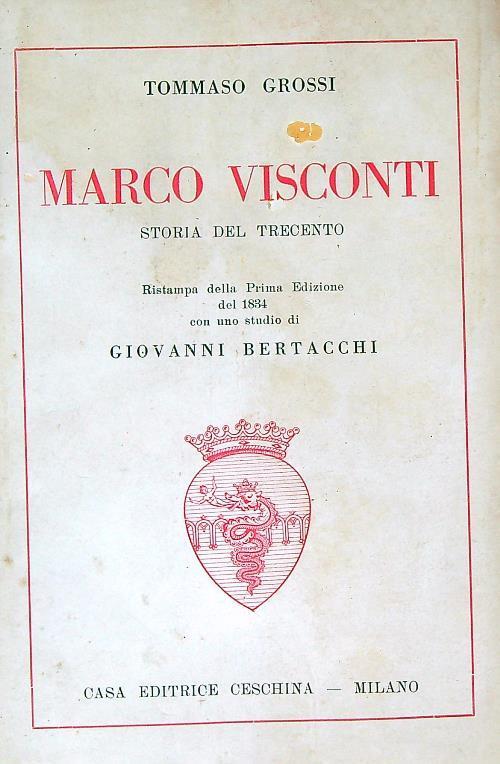 TOMMASO GROSSI
MARCO VISCONTI
STORIA DEL TRECENTO
Ristampa della Prima Edizione
del 1834
con uno studio di
GIOVANNI BERTACCHI
CASA EDITRICE CESCHINA — MILANO